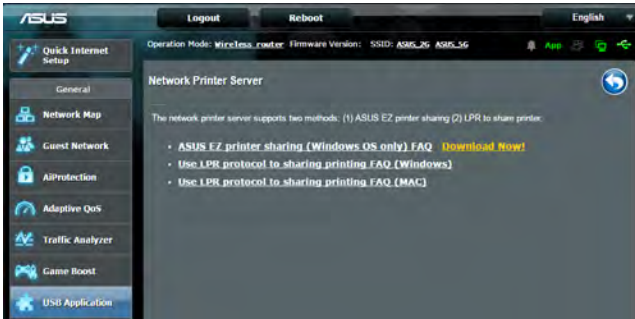 ASUS Logout Reboot English
Quick Internet Setup
Operation Mode: Wireless router Firmware Version: SSID: ASUS_2G ASUS_5G App
General
Network Map
Guest Network
AiProtection
Adaptive QoS
Traffic Analyzer
Game Boost
USB Application
Network Printer Server
The network printer server supports two methods: (1) ASUS EZ printer sharing (2) LPR to share printer.
ASUS EZ printer sharing (Windows OS only) FAQ Download Now!
Use LPR protocol to sharing printing FAQ (Windows)
Use LPR protocol to sharing printing FAQ (MAC)